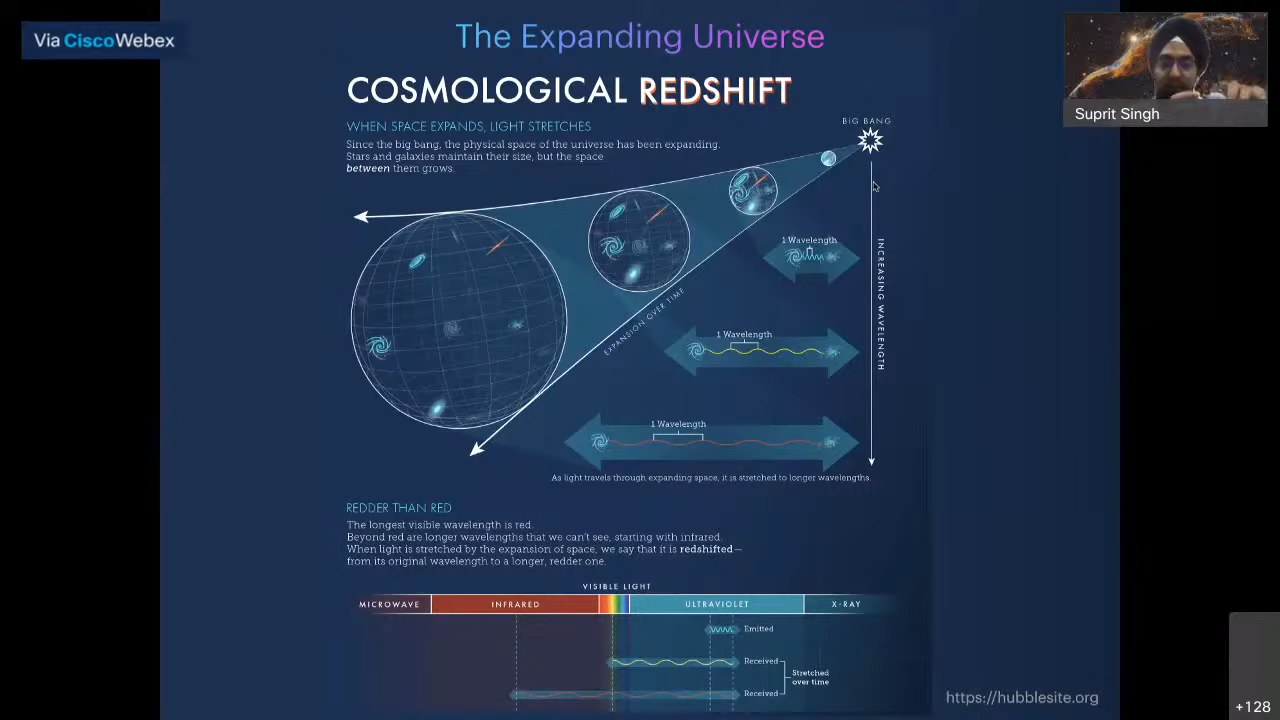 Via CiscoWebex
The Expanding Universe
COSMOLOGICAL REDSHIFT
WHEN SPACE EXPANDS, LIGHT STRETCHES
Since the big bang, the physical space of the universe has been expanding.
Stars and galaxies maintain their size, but the space
between them grows.
BIG BANG
Suprit Singh
1 Wavelength
INCREASING WAVELENGTH
EXPANSION OVER TIME
1 Wavelength
1 Wavelength
As light travels through expanding space, it is stretched to longer wavelengths.
REDDER THAN RED
The longest visible wavelength is red.
Beyond red are longer wavelengths that we can't see, starting with infrared.
When light is stretched by the expansion of space, we say that it is redshifted—
from its original wavelength to a longer, redder one.
VISIBLE LIGHT
MICROWAVE INFRARED ULTRAVIOLET X-RAY
Emitted
Received
Stretched
over time
Received
https://hubblesite.org
+128